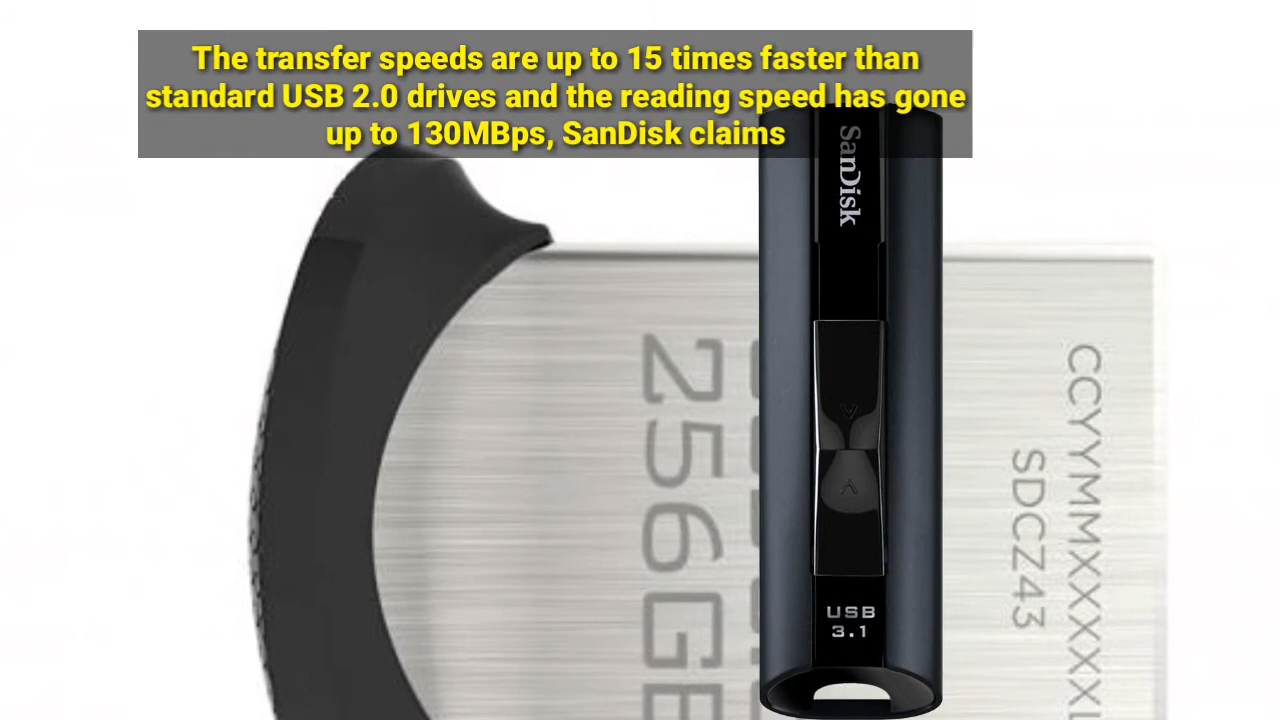 The transfer speeds are up to 15 times faster than
standard USB 2.0 drives and the reading speed has gone
up to 130MBps, SanDisk claims
SanDisk
256GB
CCYYMMXXXXX
SDCZ43
USB
3.1